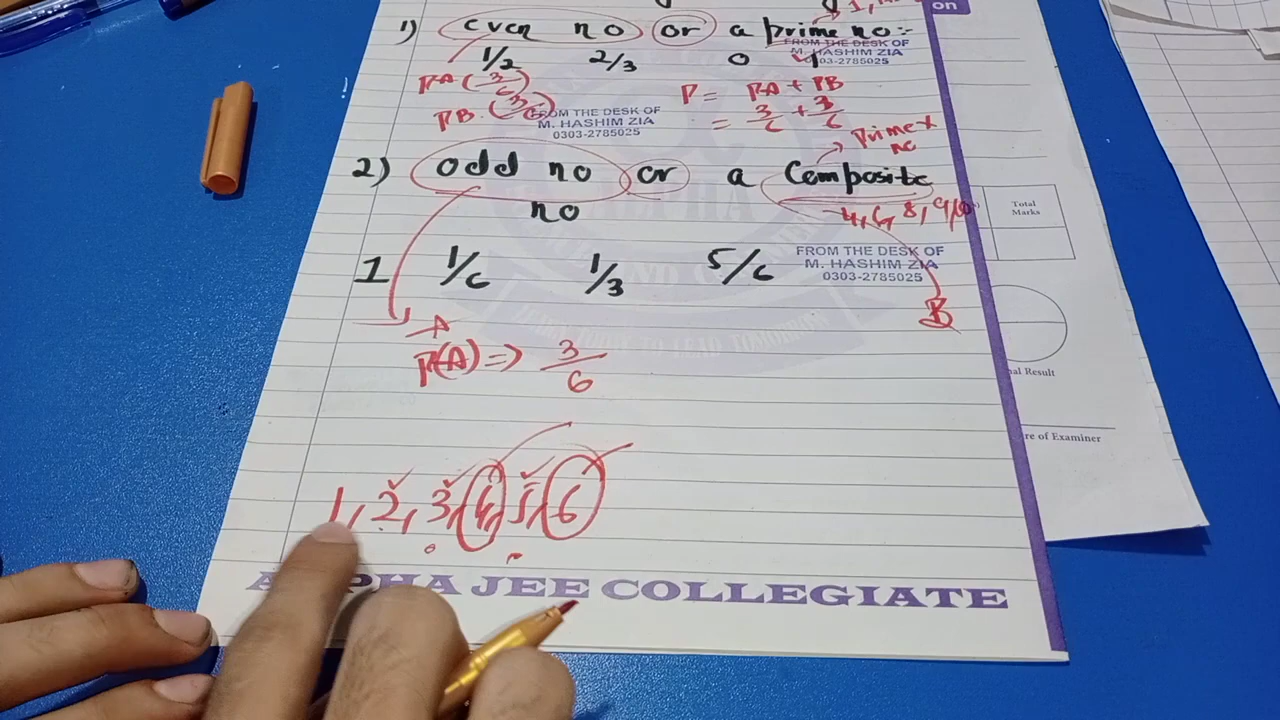 1) even no or a prime no:-
1/2 2/3 0
FROM THE DESK OF
M. HASHIM ZIA
03-2785025
PA (3/6)
PB. (3/6)
FROM THE DESK OF
M. HASHIM ZIA
0303-2785025
P = PA + PB
= 3/6 + 3/6
Prime x
no
2) odd no or a Composite
no
4, 6, 8, 9, 10
1 1/6 1/3 5/6
FROM THE DESK OF
M. HASHIM ZIA
0303-2785025
A
B
P(A) => 3/6
1, 2, 3, 4, 5, 6
JEE COLLEGIATE
on
Total
Marks
nal Result
re of Examiner